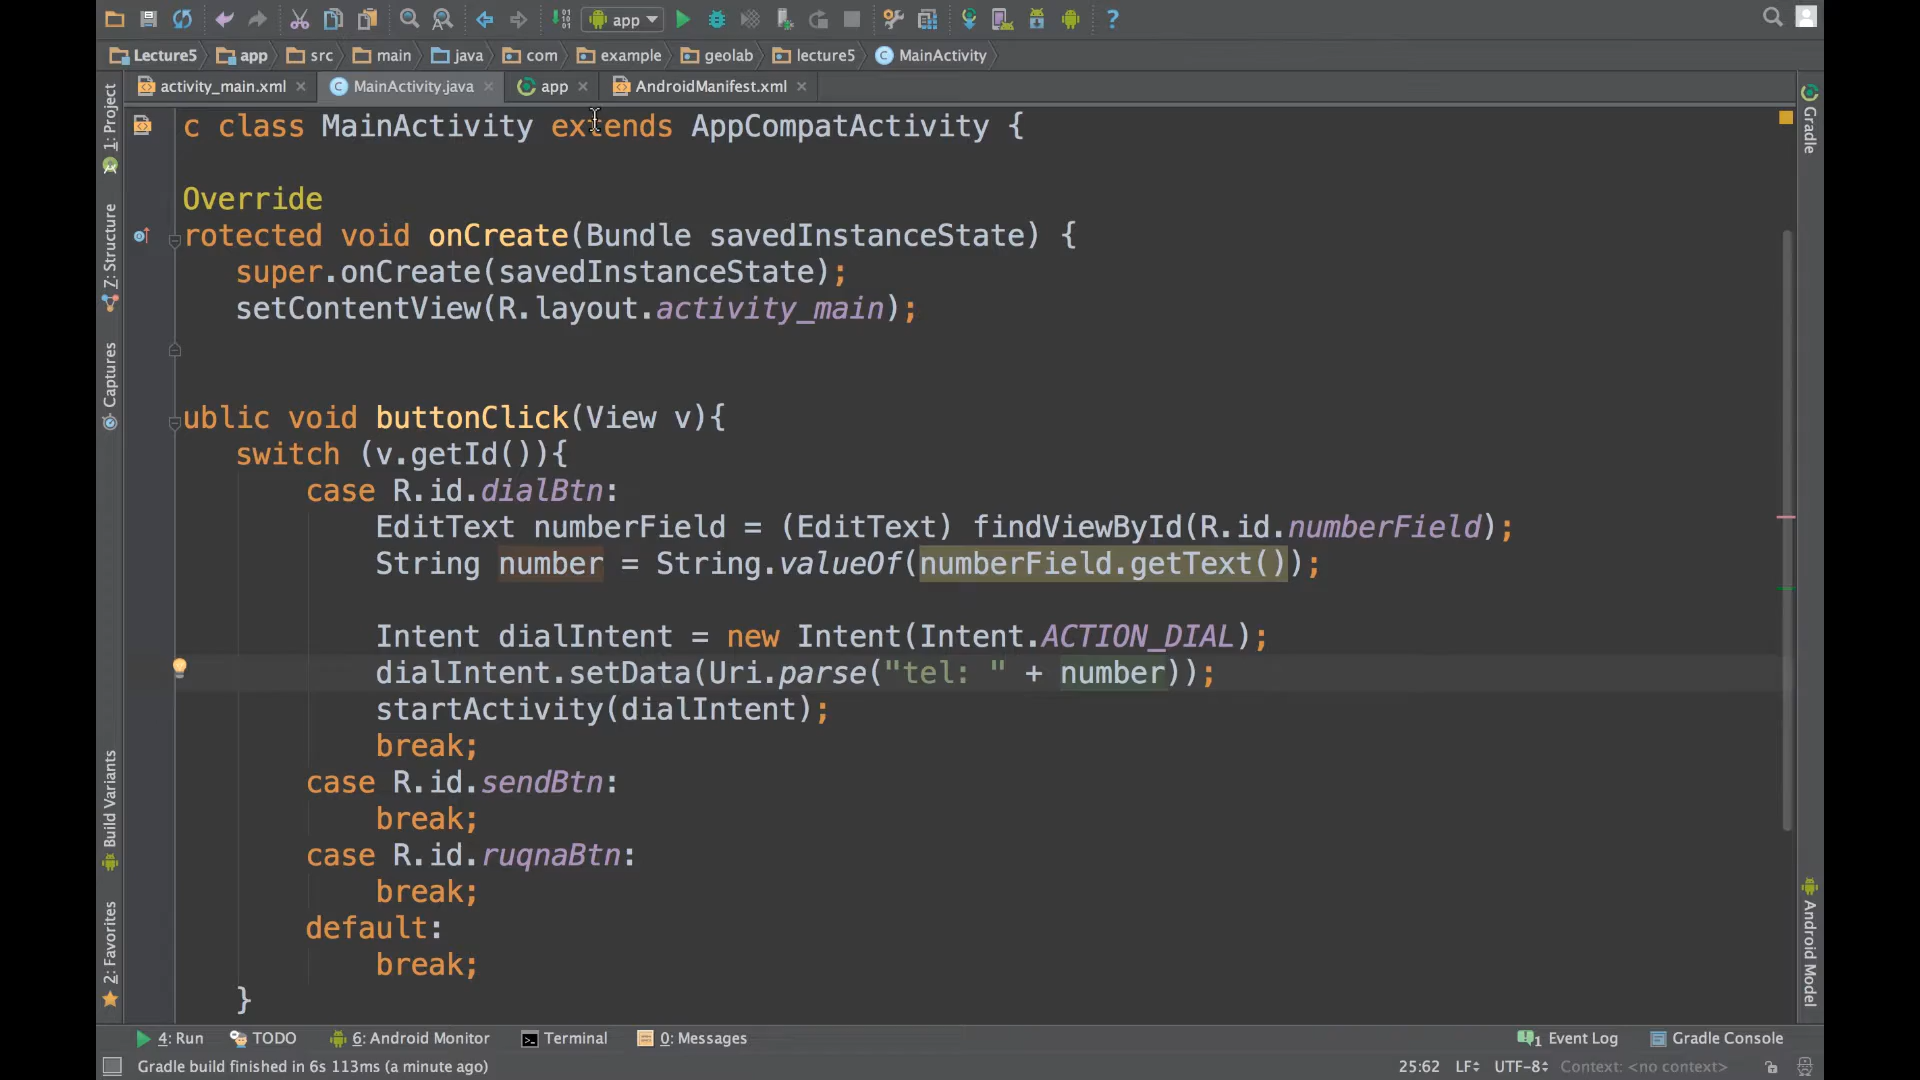 app
Lecture5 app src main java com example geolab lecture5 MainActivity
activity_main.xml MainActivity.java app AndroidManifest.xml
c class MainActivity extends AppCompatActivity {
Override
rotected void onCreate(Bundle savedInstanceState) {
super.onCreate(savedInstanceState);
setContentView(R.layout.activity_main);
ublic void buttonClick(View v){
switch (v.getId()){
case R.id.dialBtn:
EditText numberField = (EditText) findViewById(R.id.numberField);
String number = String.valueOf(numberField.getText());
Intent dialIntent = new Intent(Intent.ACTION_DIAL);
dialIntent.setData(Uri.parse("tel: " + number));
startActivity(dialIntent);
break;
case R.id.sendBtn:
break;
case R.id.ruqnaBtn:
break;
default:
break;
}
1: Project
7: Structure
Captures
Build Variants
2: Favorites
Gradle
Android Model
4: Run TODO 6: Android Monitor Terminal 0: Messages 1 Event Log Gradle Console
Gradle build finished in 6s 113ms (a minute ago) 25:62 LF UTF-8 Context: <no context>